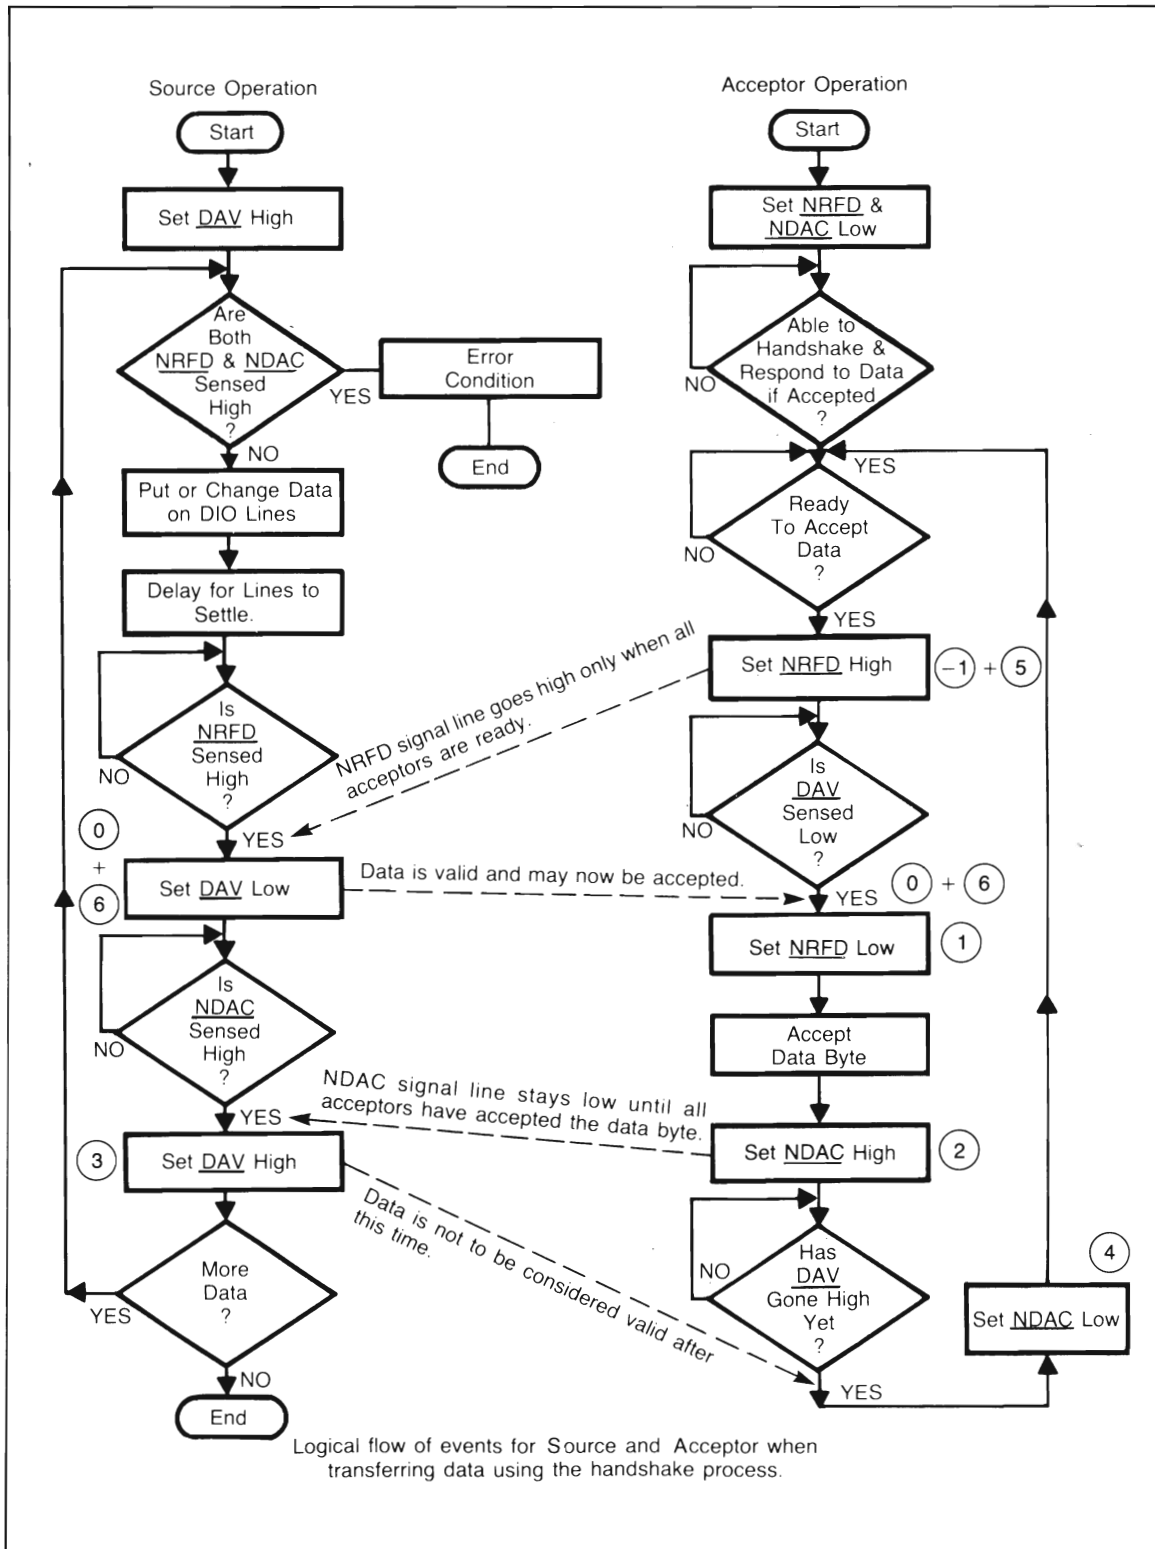 Source Operation
Start
Set DAV High
Are
Both
NRFD & NDAC
Sensed
High
?
YES
NO
Error
Condition
End
Put or Change Data
on DIO Lines
Delay for Lines to
Settle.
Is
NRFD
Sensed
High
?
NO
YES
0
+
6
Set DAV Low
Is
NDAC
Sensed
High
?
NO
YES
3
Set DAV High
More
Data
?
YES
NO
End
NRFD signal line goes high only when all
acceptors are ready.
Data is valid and may now be accepted.
NDAC signal line stays low until all
acceptors have accepted the data byte.
Data is not to be considered valid after
this time.
Acceptor Operation
Start
Set NRFD &
NDAC Low
Able to
Handshake &
Respond to Data
if Accepted
?
NO
YES
Ready
To Accept
Data
?
NO
YES
Set NRFD High
-1 + 5
Is
DAV
Sensed
Low
?
NO
YES
0 + 6
Set NRFD Low
1
Accept
Data Byte
Set NDAC High
2
Has
DAV
Gone High
Yet
?
NO
YES
4
Set NDAC Low
Logical flow of events for Source and Acceptor when
transferring data using the handshake process.